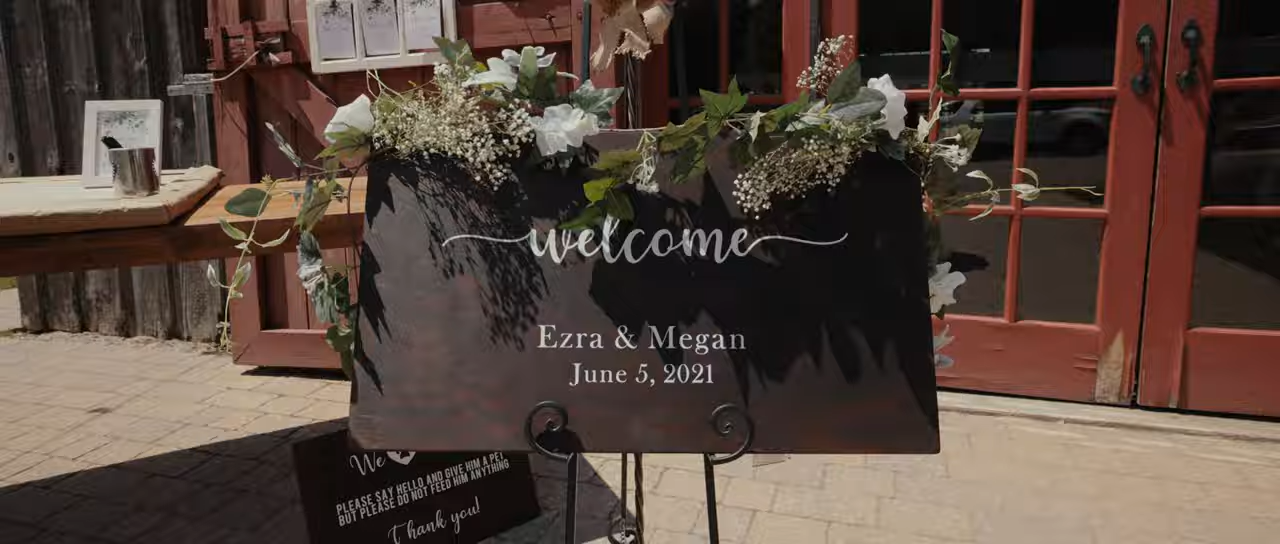 welcome
Ezra & Megan
June 5, 2021
We
PLEASE SAY HELLO AND GIVE HIM A PET
BUT PLEASE DO NOT FEED HIM ANYTHING
Thank you!